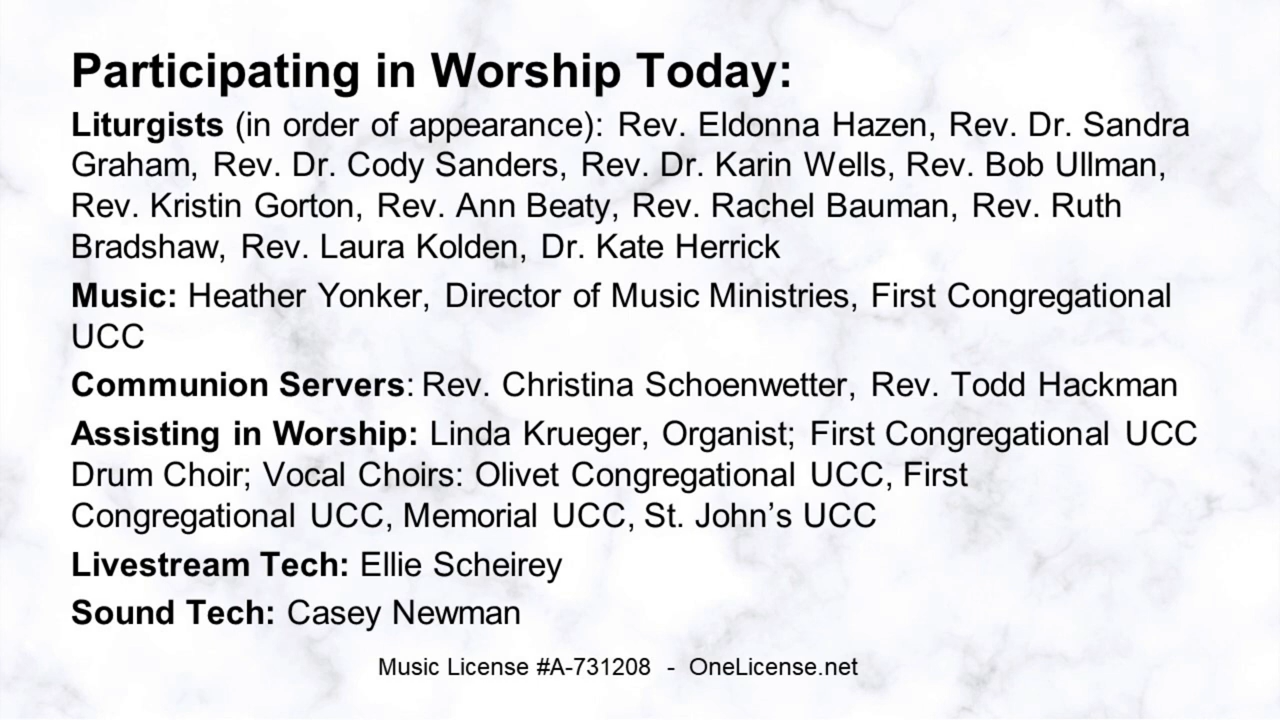 Participating in Worship Today:
Liturgists (in order of appearance): Rev. Eldonna Hazen, Rev. Dr. Sandra
Graham, Rev. Dr. Cody Sanders, Rev. Dr. Karin Wells, Rev. Bob Ullman,
Rev. Kristin Gorton, Rev. Ann Beaty, Rev. Rachel Bauman, Rev. Ruth
Bradshaw, Rev. Laura Kolden, Dr. Kate Herrick
Music: Heather Yonker, Director of Music Ministries, First Congregational
UCC
Communion Servers: Rev. Christina Schoenwetter, Rev. Todd Hackman
Assisting in Worship: Linda Krueger, Organist; First Congregational UCC
Drum Choir; Vocal Choirs: Olivet Congregational UCC, First
Congregational UCC, Memorial UCC, St. John’s UCC
Livestream Tech: Ellie Scheirey
Sound Tech: Casey Newman
Music License #A-731208 - OneLicense.net